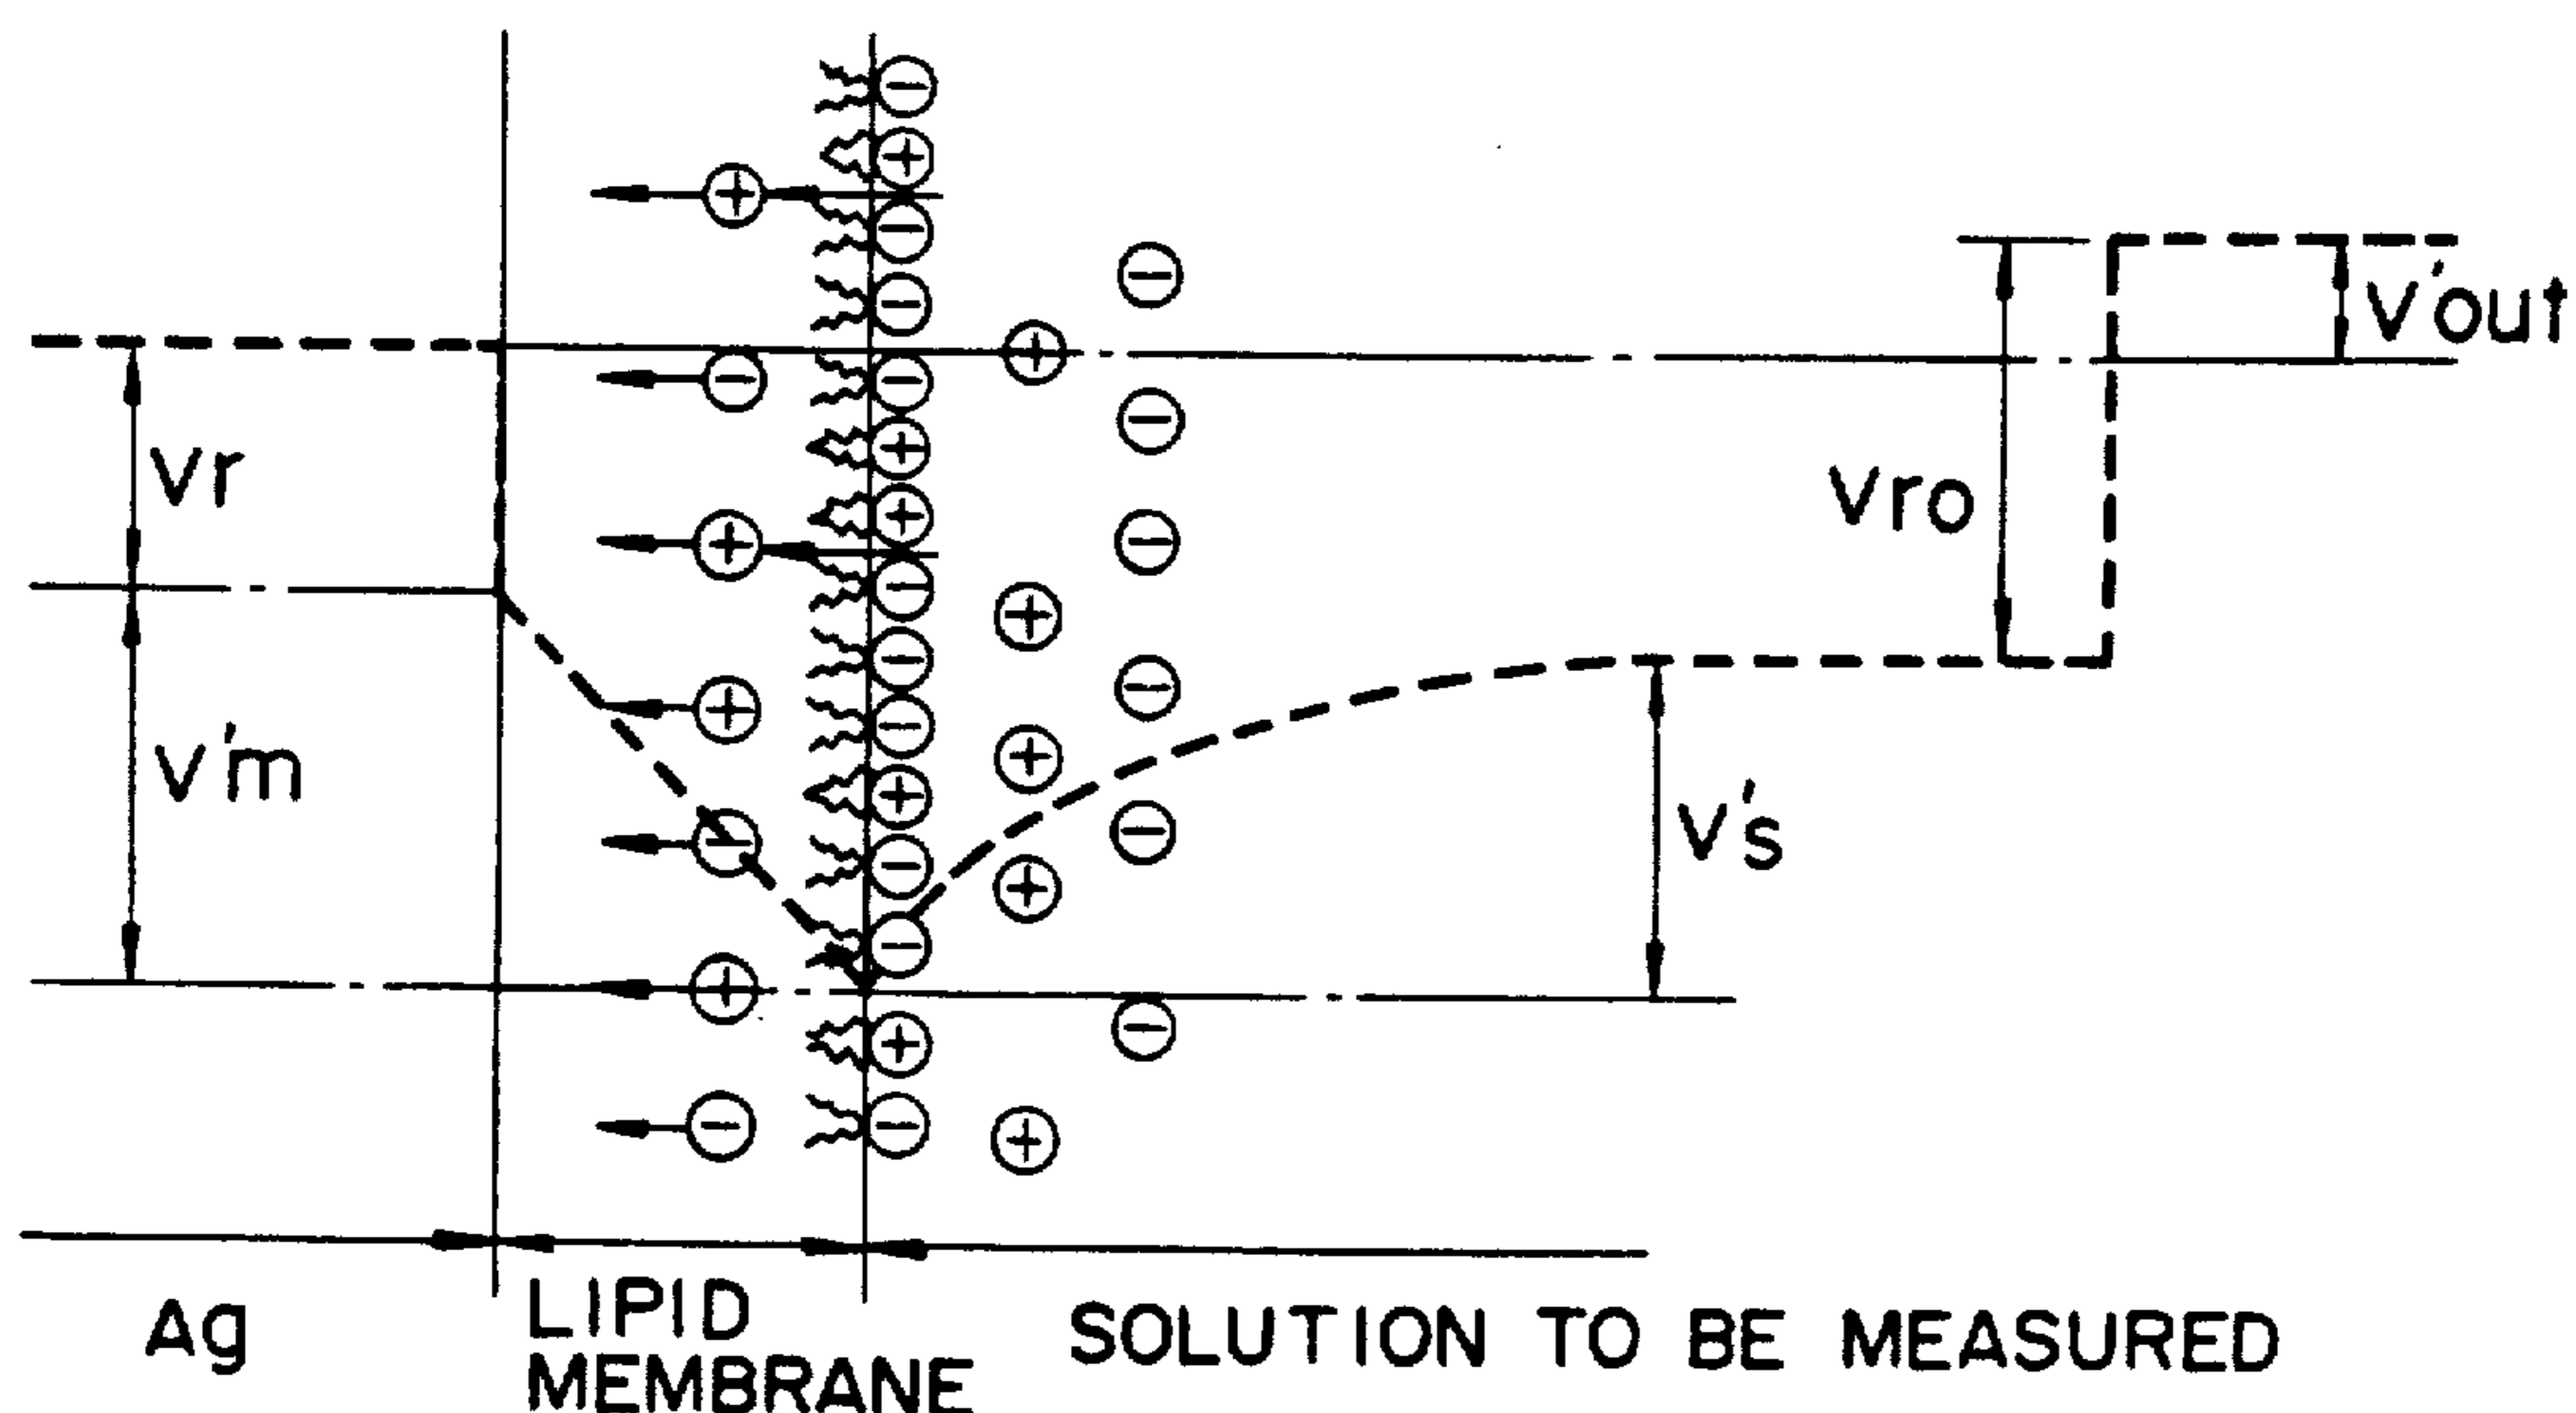 V'out
Vr
Vro
V'm
V's
Ag
LIPID
MEMBRANE
SOLUTION TO BE MEASURED